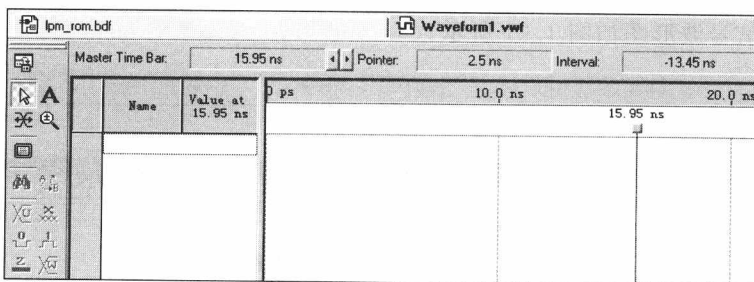 lpm_rom.bdf
Waveform1.vwf
Master Time Bar: 15.95 ns Pointer: 2.5 ns Interval: -13.45 ns
Name
Value at
15.95 ns
0 ps 10.0 ns 20.0 ns
15.95 ns
A